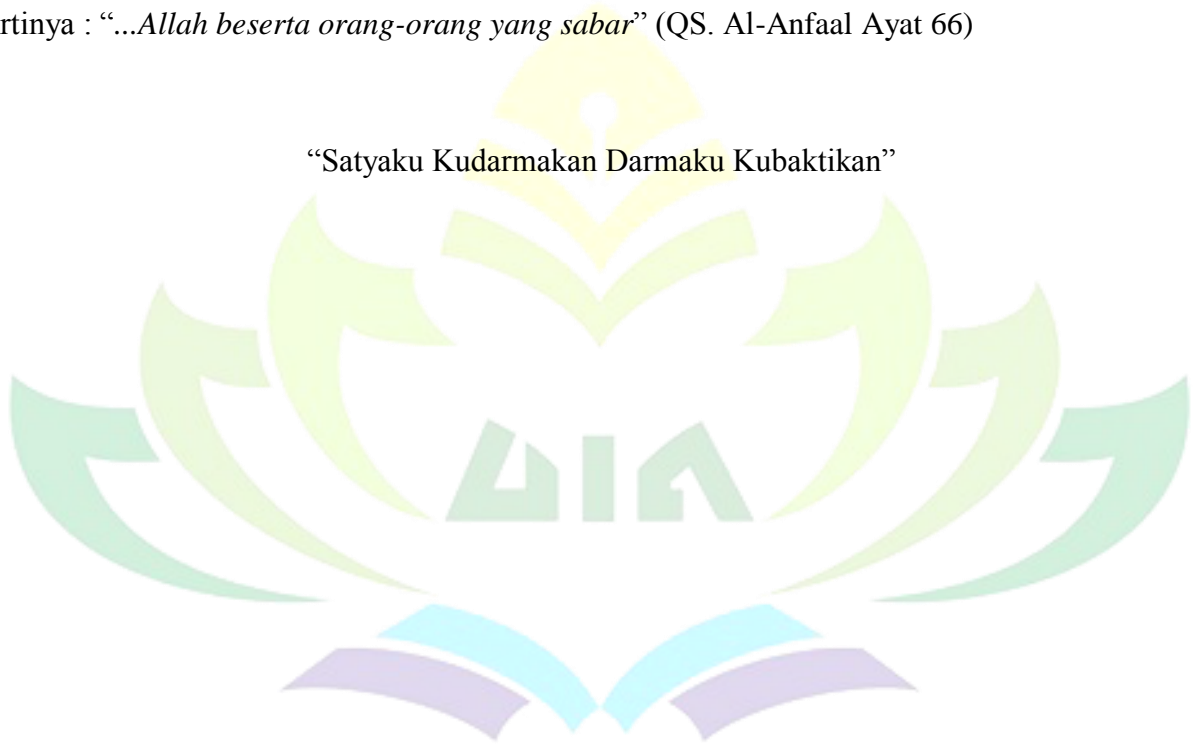 rtinya : “...Allah beserta orang-orang yang sabar” (QS. Al-Anfaal Ayat 66)
“Satyaku Kudarmakan Darmaku Kubaktikan”